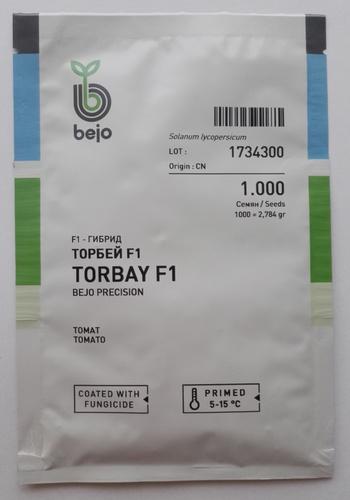 bejo
Solanum lycopersicum
LOT : 1734300
Origin : CN
1.000
Семян / Seeds
1000 = 2,784 gr
F1 - ГИБРИД
ТОРБЕЙ F1
TORBAY F1
BEJO PRECISION
ТОМАТ
TOMATO
COATED WITH
FUNGICIDE
PRIMED
5-15 °C